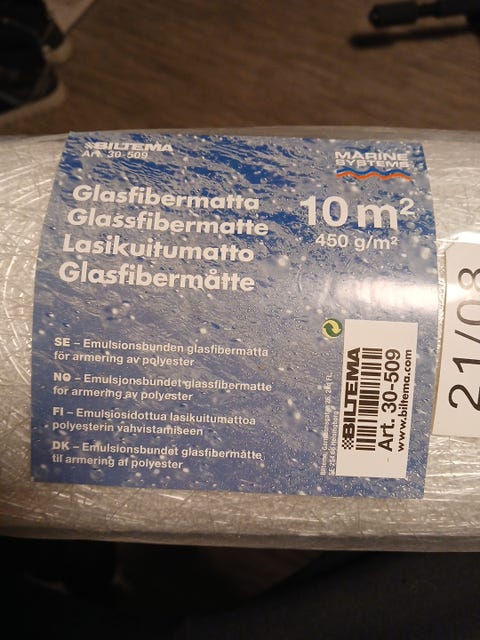 BILTEMA
Art. 30-509
MARINE
SYSTEMS
Glasfibermatta
Glassfibermatte
Lasikuitumatto
Glasfibermåtte
10 m²
450 g/m²
SE – Emulsionsbunden glasfibermatta
för armering av polyester
NO – Emulsjonsbundet glassfibermatte
for armering av polyester
FI – Emulsiosidottua lasikuitumattoa
polyesterin vahvistamiseen
DK – Emulsionsbundet glasfibermåtte
til armering af polyester
BILTEMA
Art. 30-509
www.biltema.com
21/08